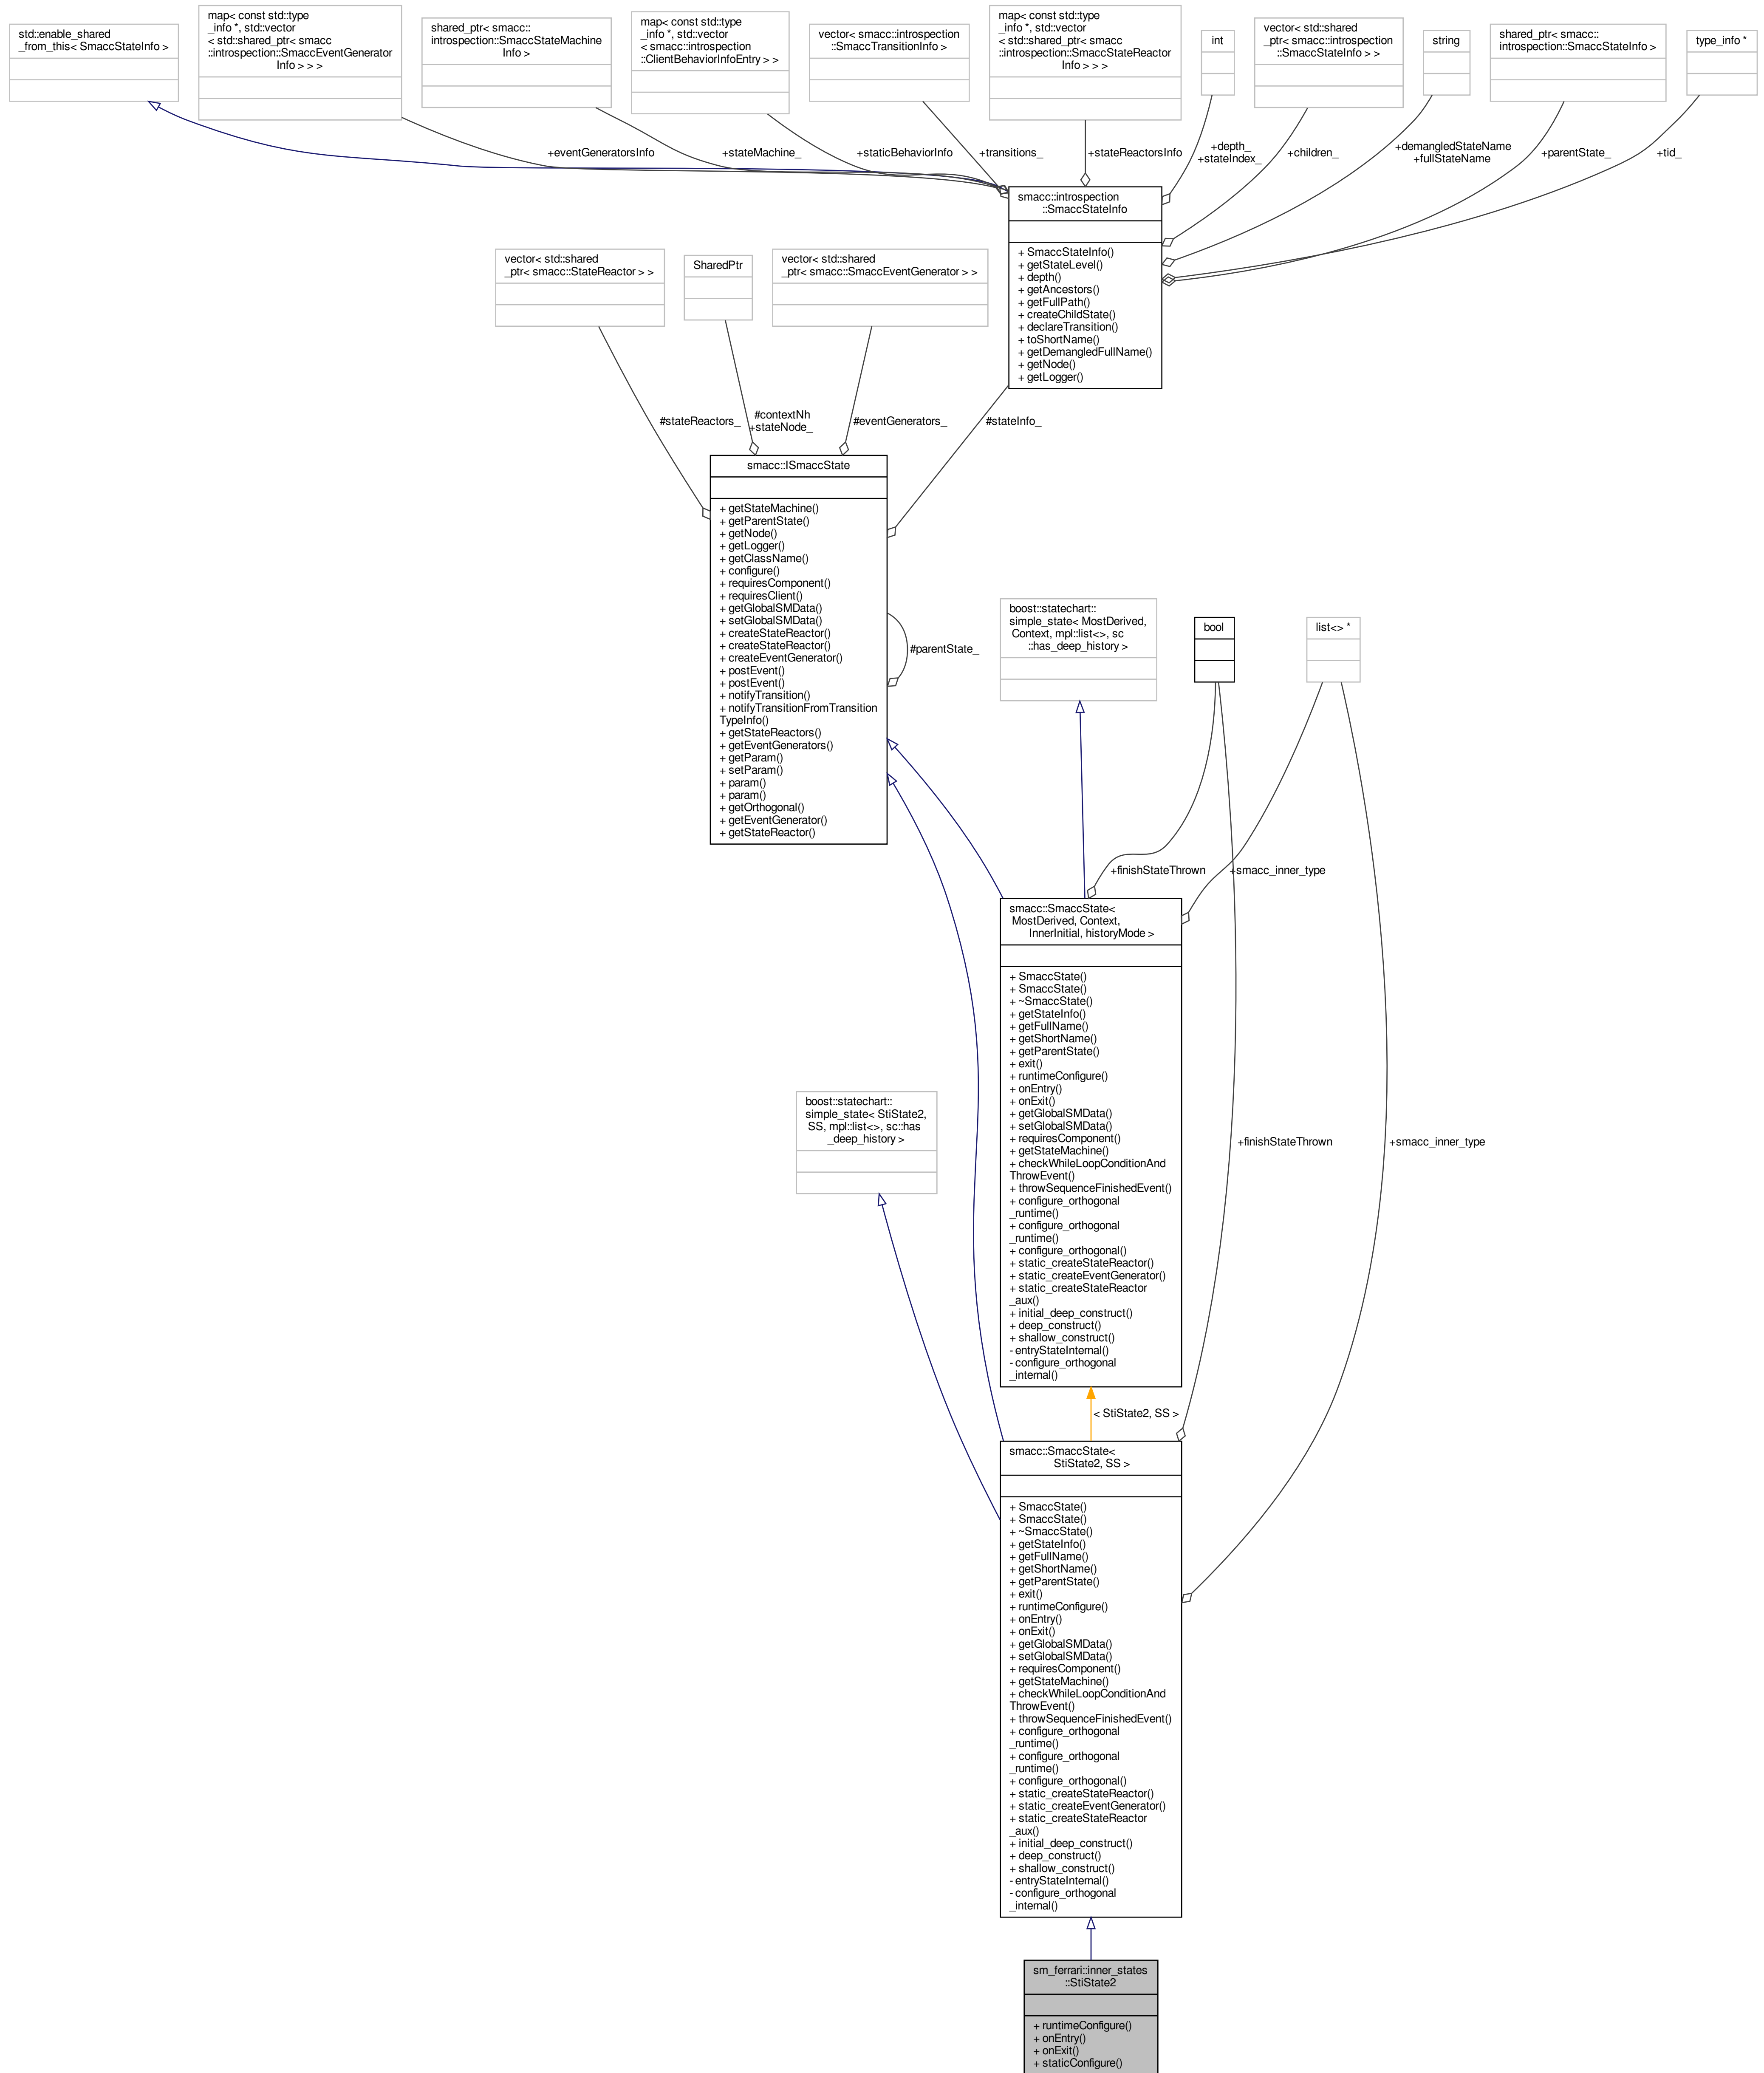 std::enable_shared
_from_this< SmaccStateInfo >
map< const std::type
_info *, std::vector
< std::shared_ptr< smacc
::introspection::SmaccEventGenerator
Info > > >
shared_ptr< smacc::
introspection::SmaccStateMachine
Info >
map< const std::type
_info *, std::vector
< smacc::introspection
::ClientBehaviorInfoEntry > >
vector< smacc::introspection
::SmaccTransitionInfo >
map< const std::type
_info *, std::vector
< std::shared_ptr< smacc
::introspection::SmaccStateReactor
Info > > >
int
vector< std::shared
_ptr< smacc::introspection
::SmaccStateInfo > >
string
shared_ptr< smacc::
introspection::SmaccStateInfo >
type_info *
+eventGeneratorsInfo
+stateMachine_
+staticBehaviorInfo
+transitions_
+stateReactorsInfo
+depth_
+stateIndex_
+children_
+demangledStateName
+fullStateName
+parentState_
+tid_
smacc::introspection
::SmaccStateInfo
+ SmaccStateInfo()
+ getStateLevel()
+ depth()
+ getAncestors()
+ getFullPath()
+ createChildState()
+ declareTransition()
+ toShortName()
+ getDemangledFullName()
+ getNode()
+ getLogger()
vector< std::shared
_ptr< smacc::StateReactor > >
SharedPtr
vector< std::shared
_ptr< smacc::SmaccEventGenerator > >
#stateReactors_
#contextNh
+stateNode_
#eventGenerators_
#stateInfo_
smacc::ISmaccState
+ getStateMachine()
+ getParentState()
+ getNode()
+ getLogger()
+ getClassName()
+ configure()
+ requiresComponent()
+ requiresClient()
+ getGlobalSMData()
+ setGlobalSMData()
+ createStateReactor()
+ createStateReactor()
+ createEventGenerator()
+ postEvent()
+ postEvent()
+ notifyTransition()
+ notifyTransitionFromTransition
TypeInfo()
+ getStateReactors()
+ getEventGenerators()
+ getParam()
+ setParam()
+ param()
+ param()
+ getOrthogonal()
+ getEventGenerator()
+ getStateReactor()
#parentState_
boost::statechart::
simple_state< MostDerived,
Context, mpl::list<>, sc
::has_deep_history >
bool
list<> *
+finishStateThrown
+smacc_inner_type
smacc::SmaccState<
MostDerived, Context,
InnerInitial, historyMode >
+ SmaccState()
+ SmaccState()
+ ~SmaccState()
+ getStateInfo()
+ getFullName()
+ getShortName()
+ getParentState()
+ exit()
+ runtimeConfigure()
+ onEntry()
+ onExit()
+ getGlobalSMData()
+ setGlobalSMData()
+ requiresComponent()
+ getStateMachine()
+ checkWhileLoopConditionAnd
ThrowEvent()
+ throwSequenceFinishedEvent()
+ configure_orthogonal
_runtime()
+ configure_orthogonal
_runtime()
+ configure_orthogonal()
+ static_createStateReactor()
+ static_createEventGenerator()
+ static_createStateReactor
_aux()
+ initial_deep_construct()
+ deep_construct()
+ shallow_construct()
- entryStateInternal()
- configure_orthogonal
_internal()
boost::statechart::
simple_state< StiState2,
SS, mpl::list<>, sc::has
_deep_history >
+finishStateThrown
+smacc_inner_type
< StiState2, SS >
smacc::SmaccState<
StiState2, SS >
+ SmaccState()
+ SmaccState()
+ ~SmaccState()
+ getStateInfo()
+ getFullName()
+ getShortName()
+ getParentState()
+ exit()
+ runtimeConfigure()
+ onEntry()
+ onExit()
+ getGlobalSMData()
+ setGlobalSMData()
+ requiresComponent()
+ getStateMachine()
+ checkWhileLoopConditionAnd
ThrowEvent()
+ throwSequenceFinishedEvent()
+ configure_orthogonal
_runtime()
+ configure_orthogonal
_runtime()
+ configure_orthogonal()
+ static_createStateReactor()
+ static_createEventGenerator()
+ static_createStateReactor
_aux()
+ initial_deep_construct()
+ deep_construct()
+ shallow_construct()
- entryStateInternal()
- configure_orthogonal
_internal()
sm_ferrari::inner_states
::StiState2
+ runtimeConfigure()
+ onEntry()
+ onExit()
+ staticConfigure()